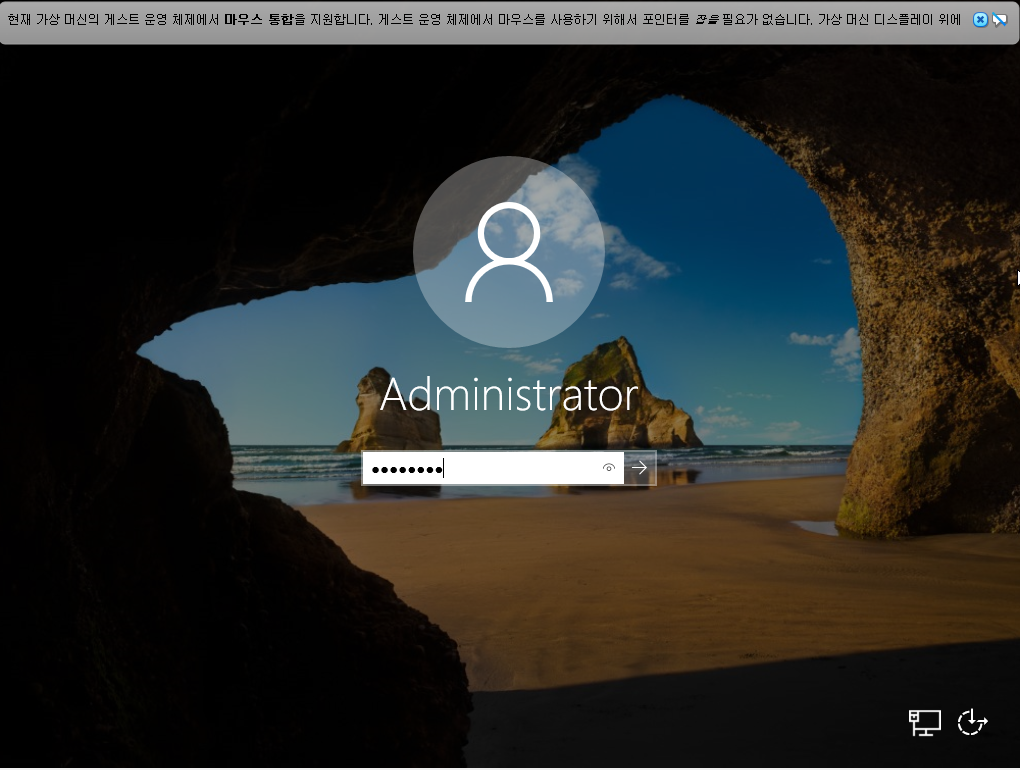 현재 가상 머신의 게스트 운영 체제에서 마우스 통합을 지원합니다. 게스트 운영 체제에서 마우스를 사용하기 위해서 포인터를 잡을 필요가 없습니다. 가상 머신 디스플레이 위에
Administrator